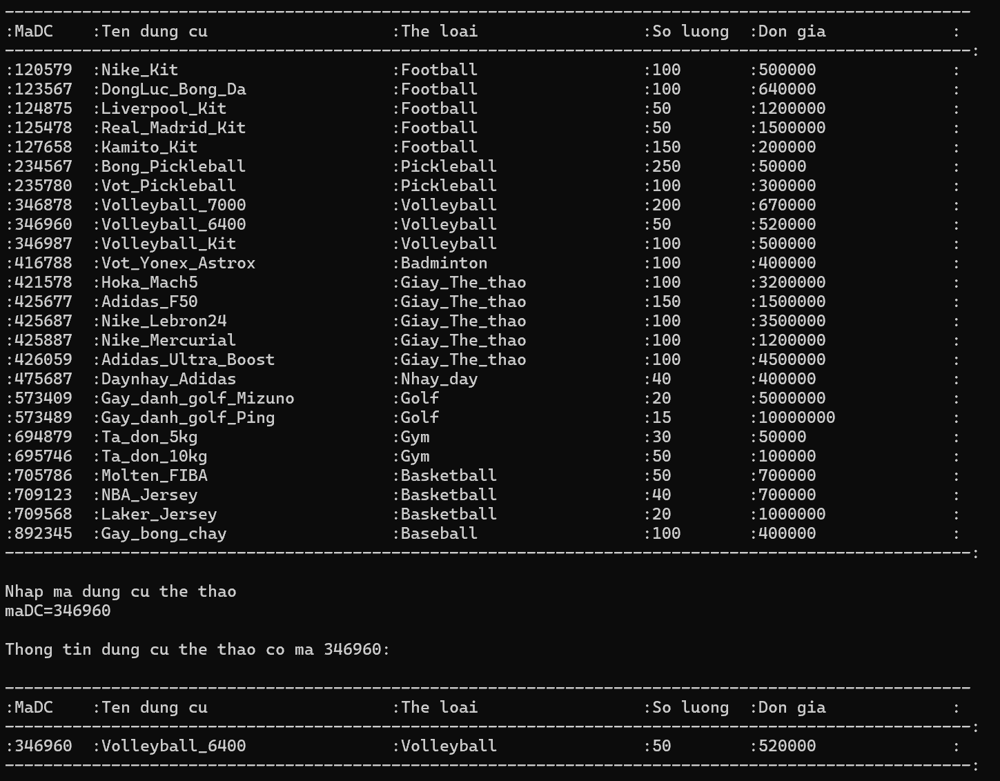 ----------------------------------------------------------------------------------------------------
:MaDC    :Ten dung cu                   :The loai                 :So luong  :Don gia             :
----------------------------------------------------------------------------------------------------:
:120579  :Nike_Kit                      :Football                 :100       :500000              :
:123567  :DongLuc_Bong_Da               :Football                 :100       :640000              :
:124875  :Liverpool_Kit                 :Football                 :50        :1200000             :
:125478  :Real_Madrid_Kit               :Football                 :50        :1500000             :
:127658  :Kamito_Kit                    :Football                 :150       :200000              :
:234567  :Bong_Pickleball               :Pickleball               :250       :50000               :
:235780  :Vot_Pickleball                :Pickleball               :100       :300000              :
:346878  :Volleyball_7000               :Volleyball               :200       :670000              :
:346960  :Volleyball_6400               :Volleyball               :50        :520000              :
:346987  :Volleyball_Kit                :Volleyball               :100       :500000              :
:416788  :Vot_Yonex_Astrox              :Badminton                :100       :400000              :
:421578  :Hoka_Mach5                    :Giay_The_thao            :100       :3200000             :
:425677  :Adidas_F50                    :Giay_The_thao            :150       :1500000             :
:425687  :Nike_Lebron24                 :Giay_The_thao            :100       :3500000             :
:425887  :Nike_Mercurial                :Giay_The_thao            :100       :1200000             :
:426059  :Adidas_Ultra_Boost            :Giay_The_thao            :100       :4500000             :
:475687  :Daynhay_Adidas                :Nhay_day                 :40        :400000              :
:573409  :Gay_danh_golf_Mizuno          :Golf                     :20        :5000000             :
:573489  :Gay_danh_golf_Ping            :Golf                     :15        :10000000            :
:694879  :Ta_don_5kg                    :Gym                      :30        :50000               :
:695746  :Ta_don_10kg                   :Gym                      :50        :100000              :
:705786  :Molten_FIBA                   :Basketball               :50        :700000              :
:709123  :NBA_Jersey                    :Basketball               :40        :700000              :
:709568  :Laker_Jersey                  :Basketball               :20        :1000000             :
:892345  :Gay_bong_chay                 :Baseball                 :100       :400000              :
----------------------------------------------------------------------------------------------------:
Nhap ma dung cu the thao
maDC=346960
Thong tin dung cu the thao co ma 346960:
----------------------------------------------------------------------------------------------------
:MaDC    :Ten dung cu                   :The loai                 :So luong  :Don gia             :
----------------------------------------------------------------------------------------------------:
:346960  :Volleyball_6400               :Volleyball               :50        :520000              :
----------------------------------------------------------------------------------------------------: